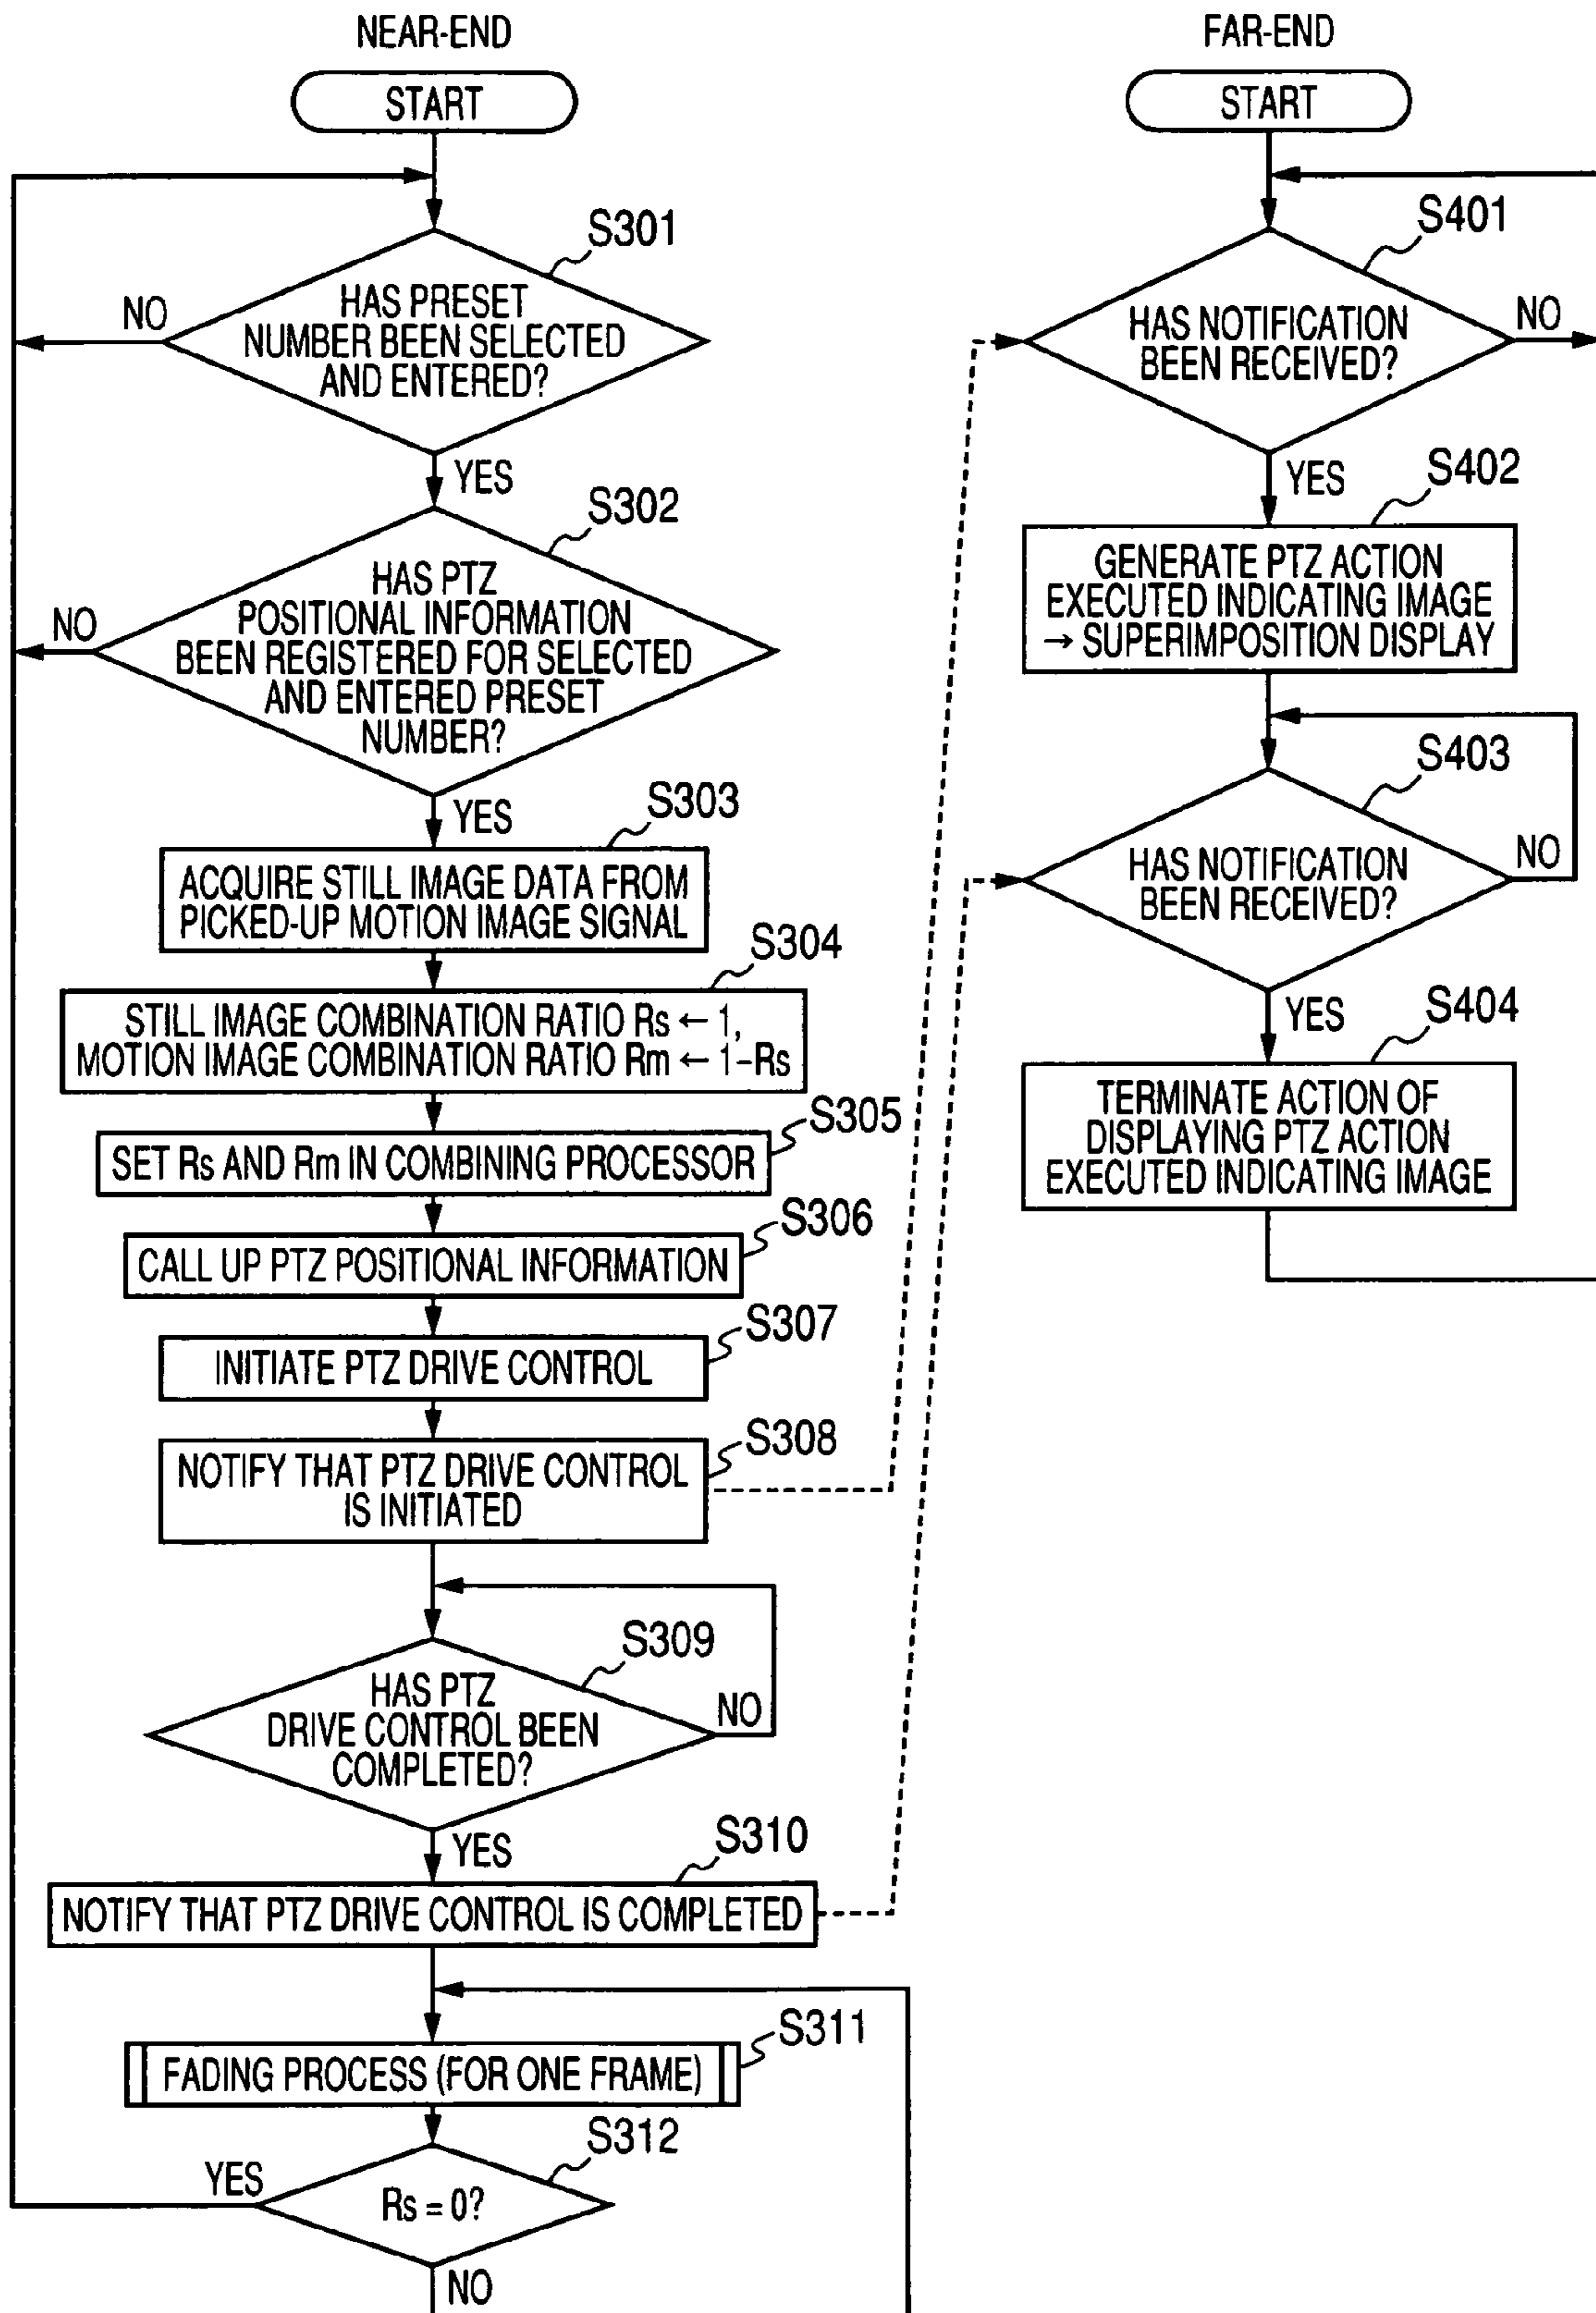 NEAR-END
START
S301
HAS PRESET
NUMBER BEEN SELECTED
AND ENTERED?
NO
YES
S302
HAS PTZ
POSITIONAL INFORMATION
BEEN REGISTERED FOR SELECTED
AND ENTERED PRESET
NUMBER?
NO
YES
S303
ACQUIRE STILL IMAGE DATA FROM
PICKED-UP MOTION IMAGE SIGNAL
S304
STILL IMAGE COMBINATION RATIO Rs ← 1,
MOTION IMAGE COMBINATION RATIO Rm ← 1-Rs
S305
SET Rs AND Rm IN COMBINING PROCESSOR
S306
CALL UP PTZ POSITIONAL INFORMATION
S307
INITIATE PTZ DRIVE CONTROL
S308
NOTIFY THAT PTZ DRIVE CONTROL
IS INITIATED
S309
HAS PTZ
DRIVE CONTROL BEEN
COMPLETED?
NO
YES
S310
NOTIFY THAT PTZ DRIVE CONTROL IS COMPLETED
S311
FADING PROCESS (FOR ONE FRAME)
S312
YES
Rs = 0?
NO
FAR-END
START
S401
HAS NOTIFICATION
BEEN RECEIVED?
NO
YES
S402
GENERATE PTZ ACTION
EXECUTED INDICATING IMAGE
→ SUPERIMPOSITION DISPLAY
S403
HAS NOTIFICATION
BEEN RECEIVED?
NO
YES
S404
TERMINATE ACTION OF
DISPLAYING PTZ ACTION
EXECUTED INDICATING IMAGE